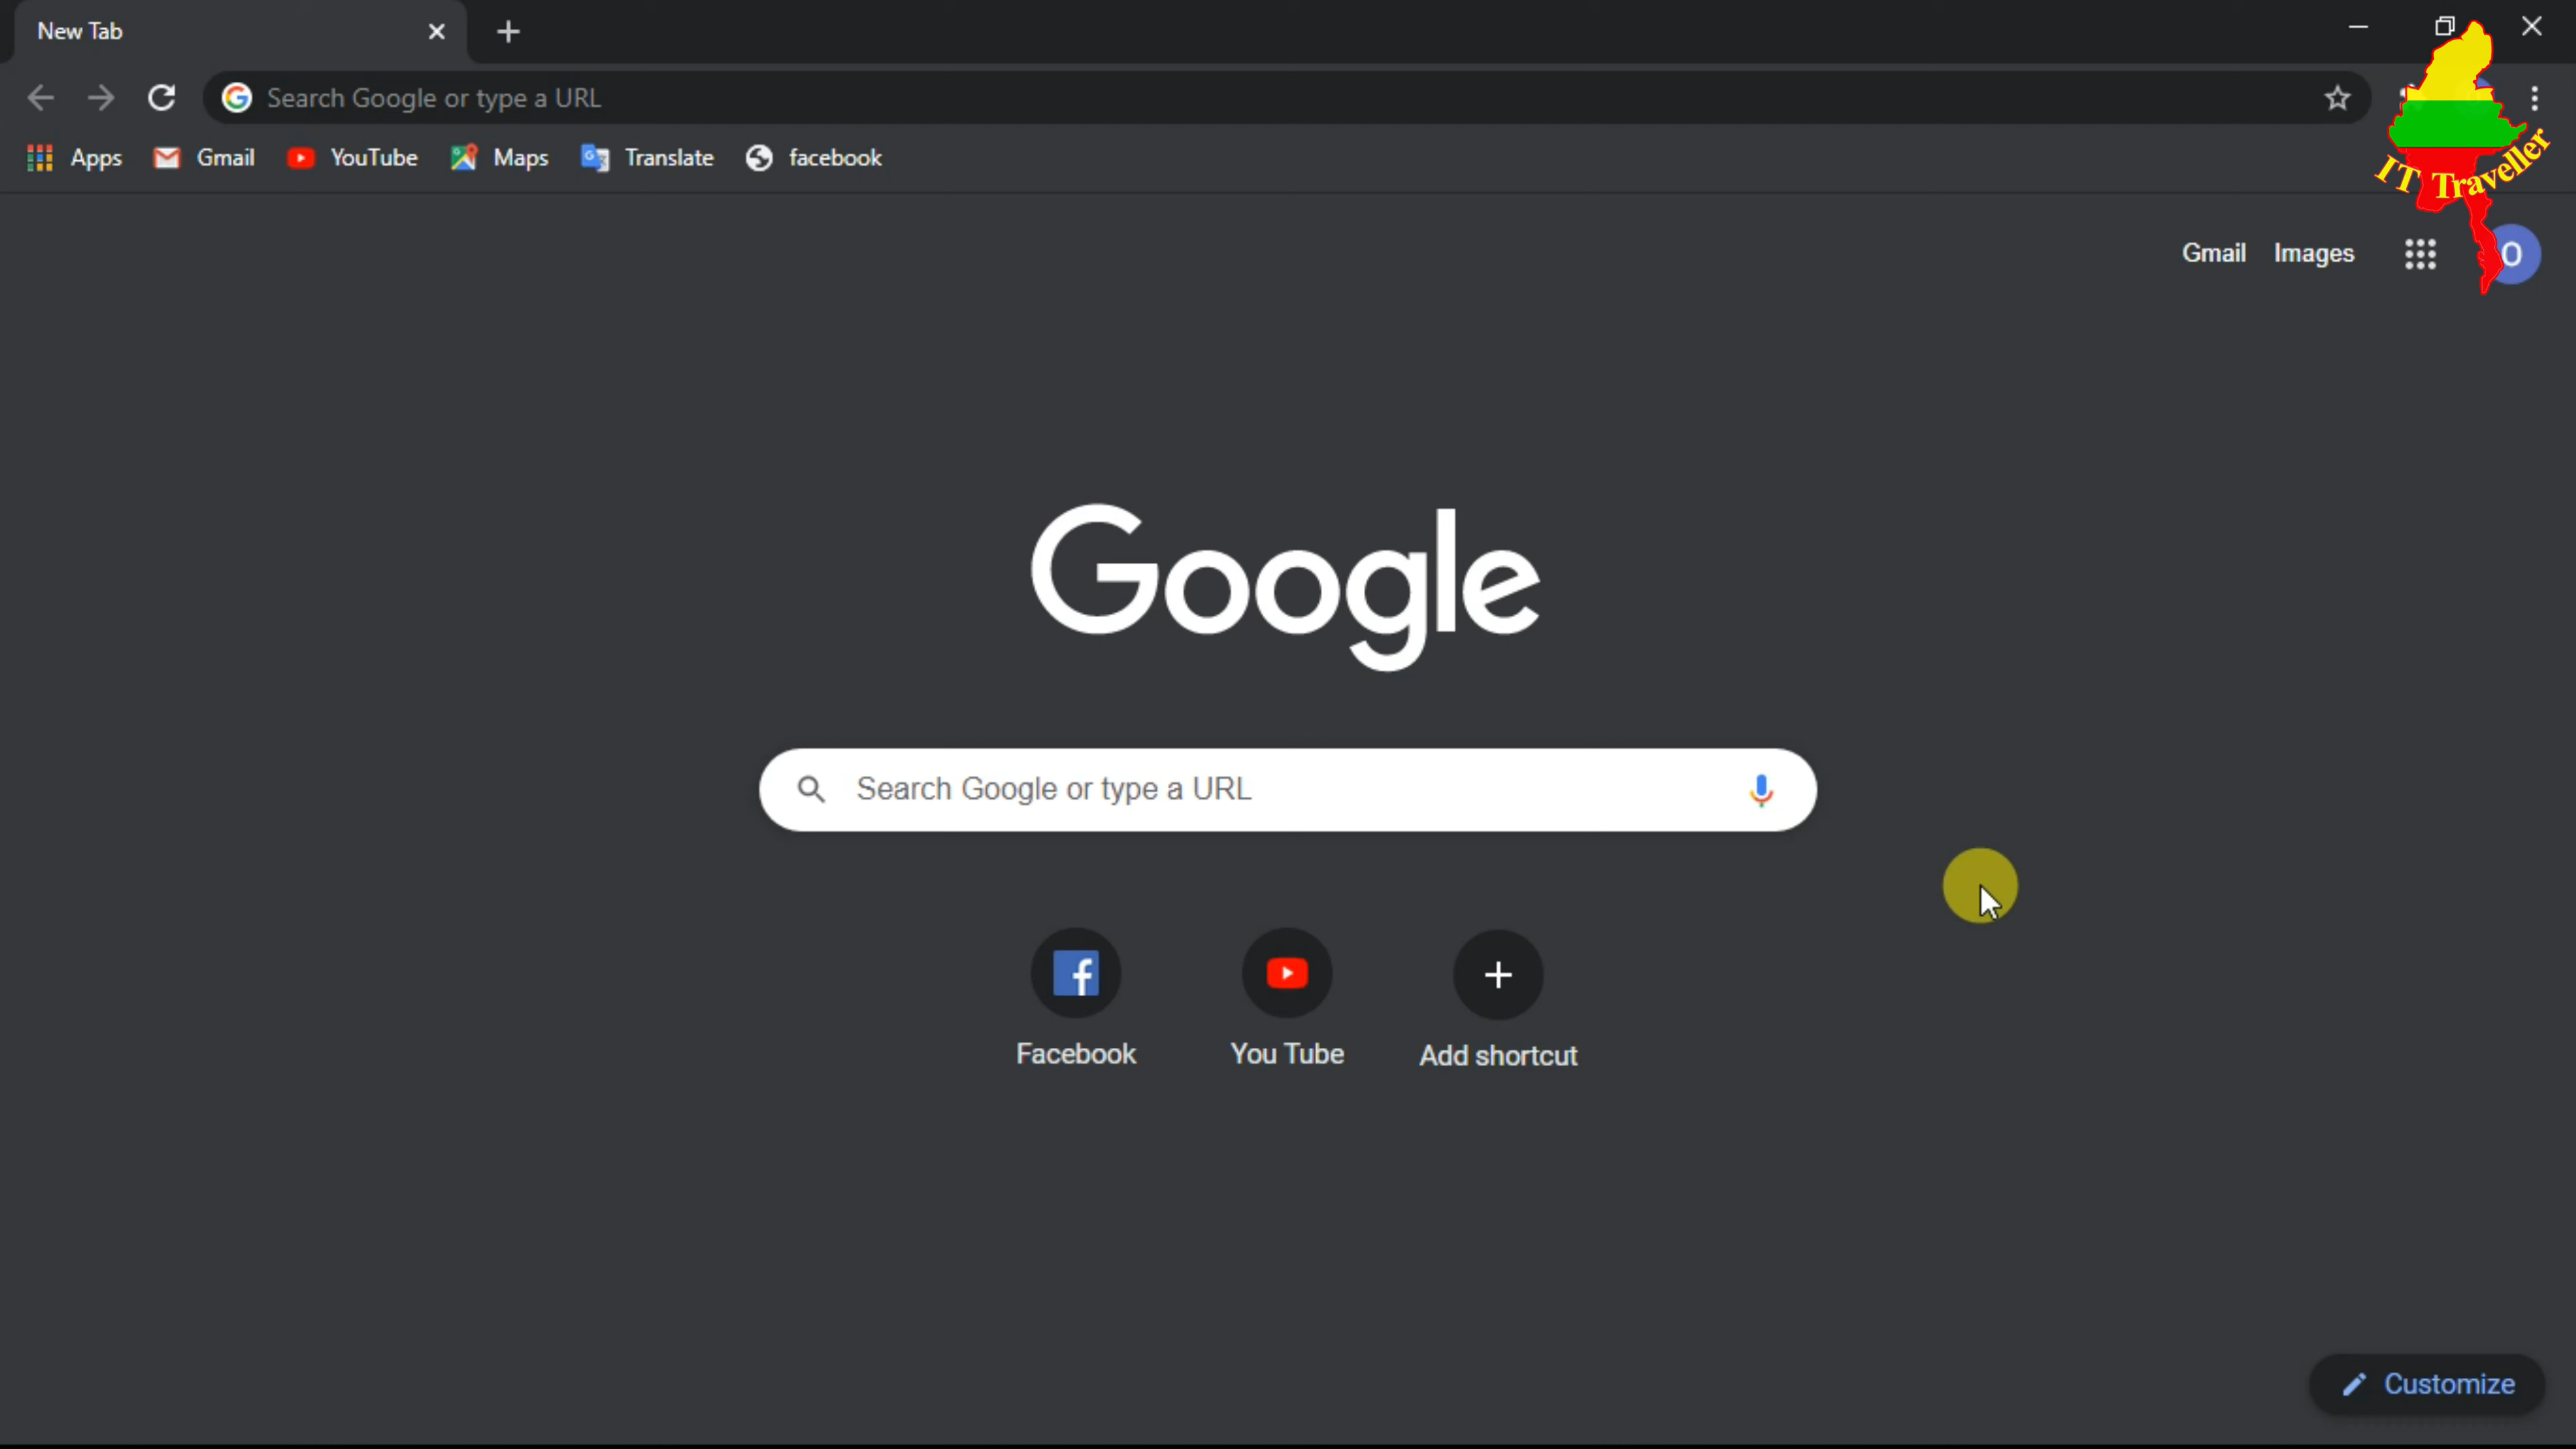 New Tab
Search Google or type a URL
Apps Gmail YouTube Maps Translate facebook
IT Traveller
Gmail Images O
Google
Search Google or type a URL
Facebook You Tube Add shortcut
Customize